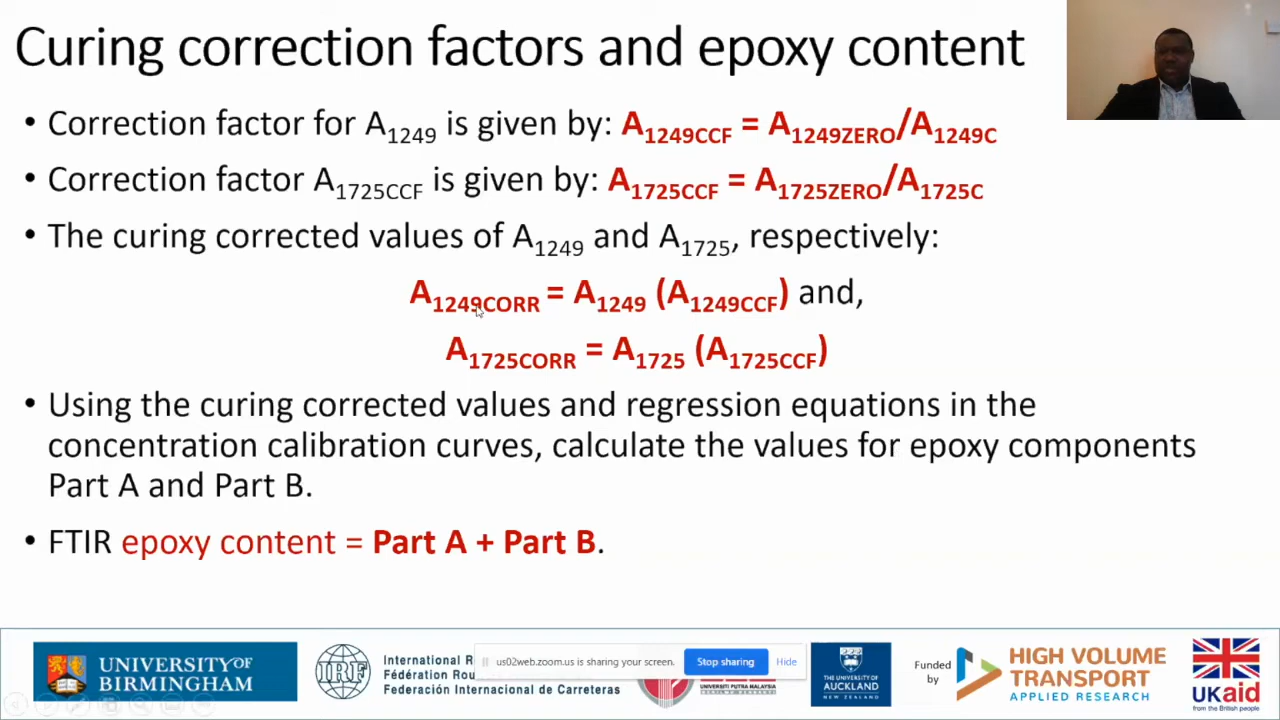 Curing correction factors and epoxy content
• Correction factor for A1249 is given by: A1249CCF = A1249ZERO/A1249C
• Correction factor A1725CCF is given by: A1725CCF = A1725ZERO/A1725C
• The curing corrected values of A1249 and A1725, respectively:
A1249CORR = A1249 (A1249CCF) and,
A1725CORR = A1725 (A1725CCF)
• Using the curing corrected values and regression equations in the
concentration calibration curves, calculate the values for epoxy components
Part A and Part B.
• FTIR epoxy content = Part A + Part B.
UNIVERSITY OF
BIRMINGHAM
IRF
International R
Fédération Rou
Federación Internacional de Carreteras
us02web.zoom.us is sharing your screen.
Stop sharing
Hide
UNIVERSITI PUTRA MALAYSIA
THE UNIVERSITY OF
AUCKLAND
NEW ZEALAND
Funded
by
HIGH VOLUME
TRANSPORT
APPLIED RESEARCH
UKaid
from the British people